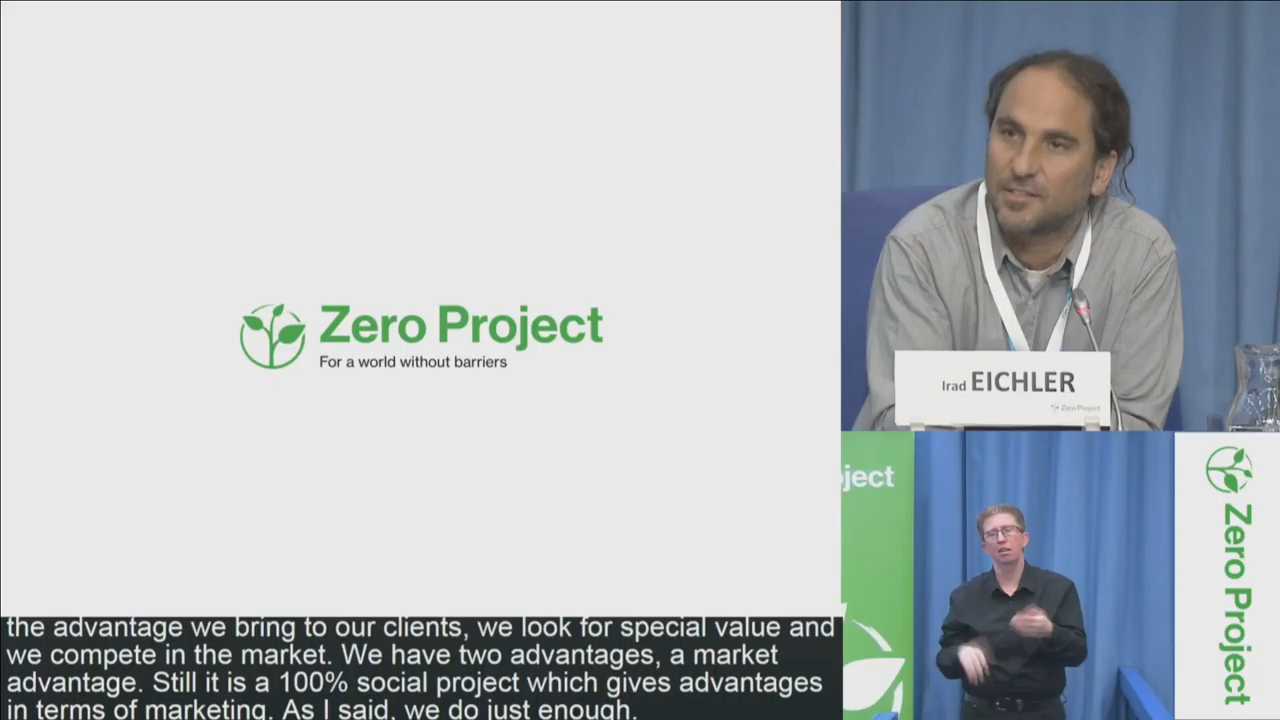 Zero Project
For a world without barriers
Irad EICHLER
Zero Project
oject
Zero Project
the advantage we bring to our clients, we look for special value and
we compete in the market. We have two advantages, a market
advantage. Still it is a 100% social project which gives advantages
in terms of marketing. As I said, we do just enough.